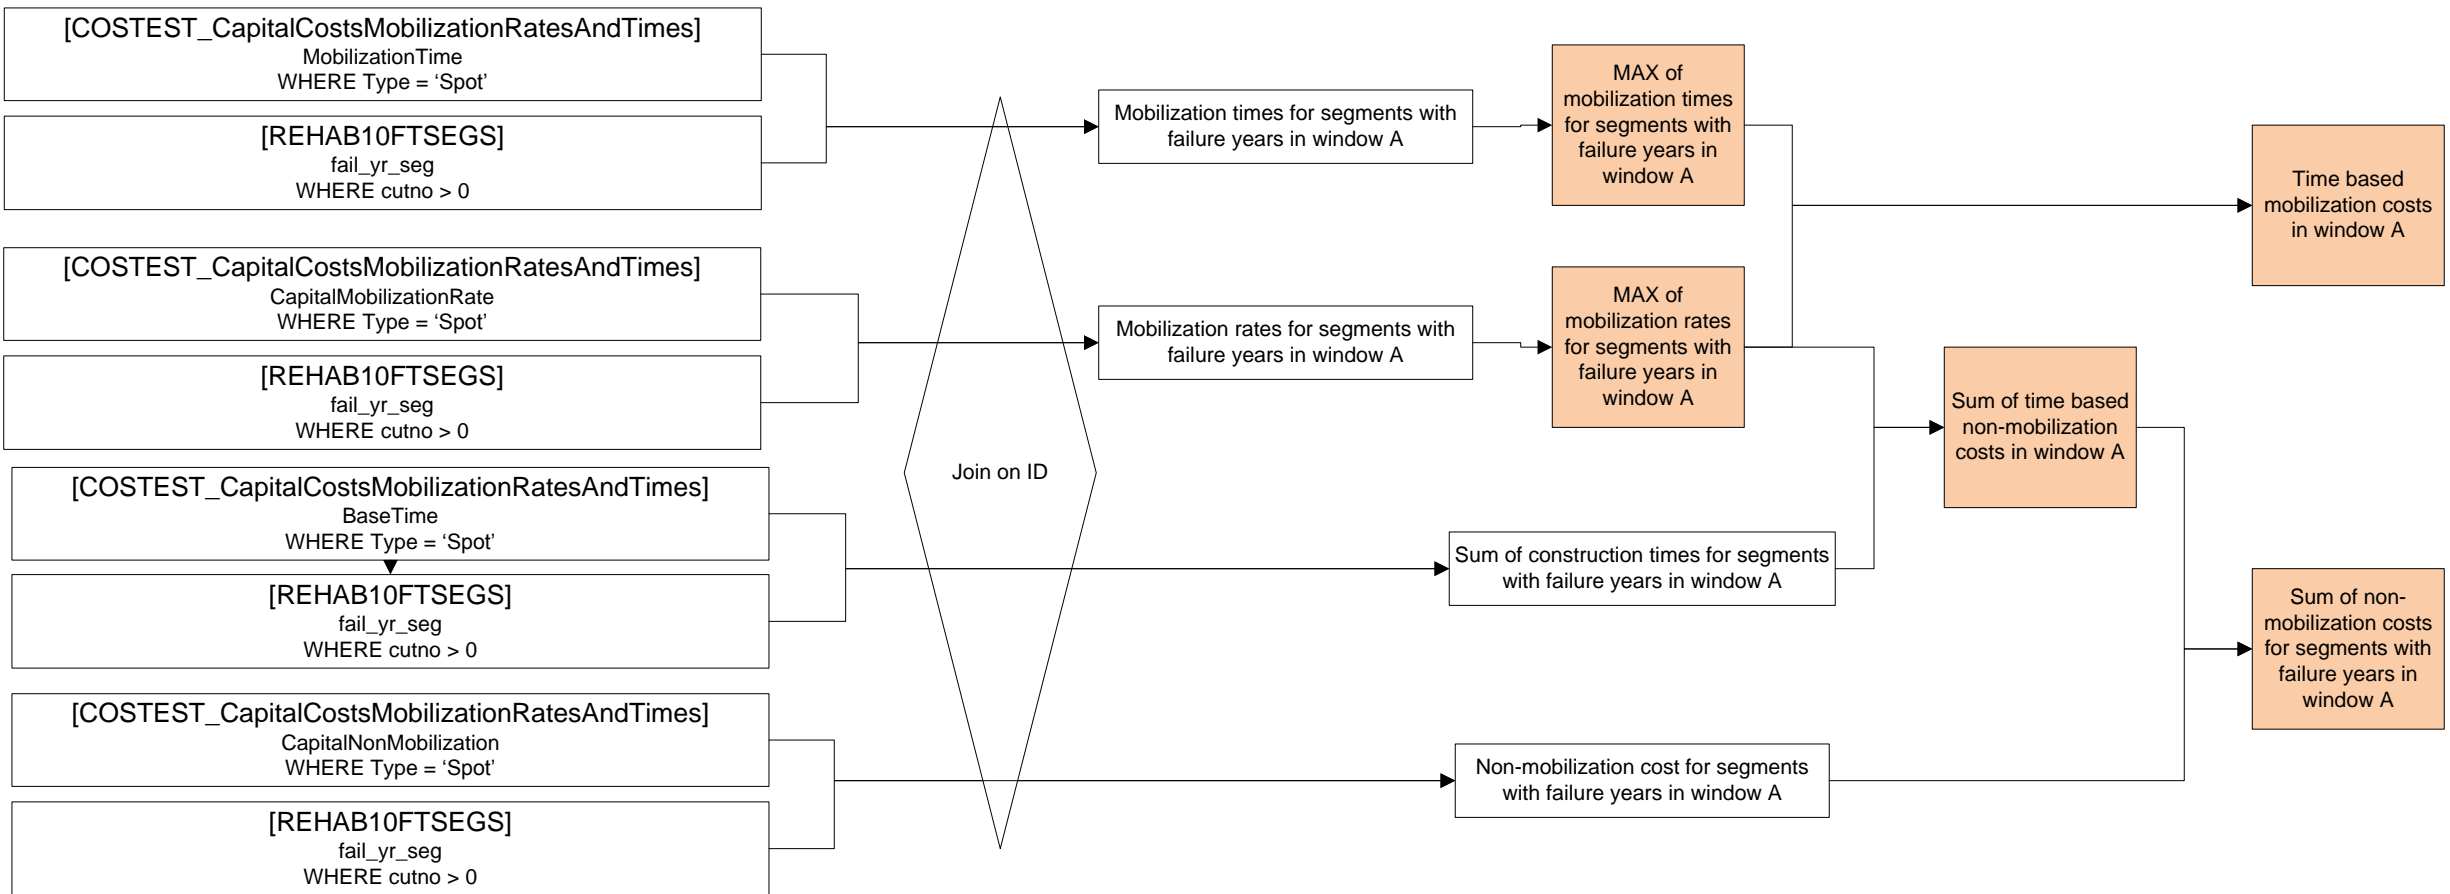 [COSTEST_CapitalCostsMobilizationRatesAndTimes]
MobilizationTime
WHERE Type = ‘Spot’
[REHAB10FTSEGS]
fail_yr_seg
WHERE cutno > 0
[COSTEST_CapitalCostsMobilizationRatesAndTimes]
CapitalMobilizationRate
WHERE Type = ‘Spot’
[REHAB10FTSEGS]
fail_yr_seg
WHERE cutno > 0
[COSTEST_CapitalCostsMobilizationRatesAndTimes]
BaseTime
WHERE Type = ‘Spot’
[REHAB10FTSEGS]
fail_yr_seg
WHERE cutno > 0
[COSTEST_CapitalCostsMobilizationRatesAndTimes]
CapitalNonMobilization
WHERE Type = ‘Spot’
[REHAB10FTSEGS]
fail_yr_seg
WHERE cutno > 0
Join on ID
Mobilization times for segments with
failure years in window A
Mobilization rates for segments with
failure years in window A
Sum of construction times for segments
with failure years in window A
Non-mobilization cost for segments
with failure years in window A
MAX of
mobilization times
for segments with
failure years in
window A
MAX of
mobilization rates
for segments with
failure years in
window A
Sum of time based
non-mobilization
costs in window A
Time based
mobilization costs
in window A
Sum of non-
mobilization costs
for segments with
failure years in
window A